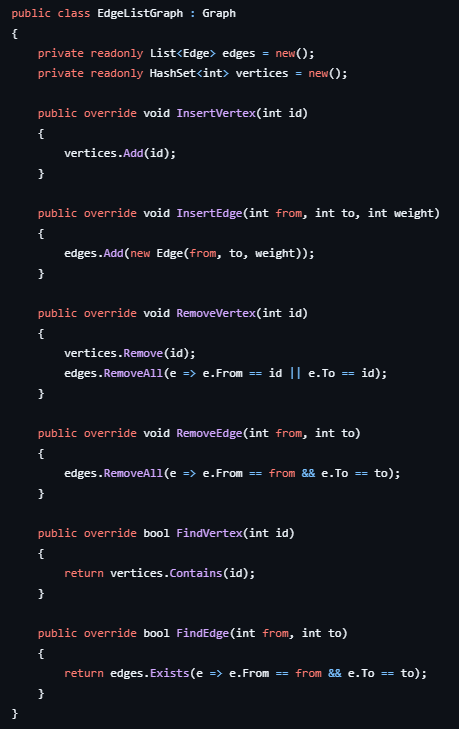 public class EdgeListGraph : Graph
{
    private readonly List<Edge> edges = new();
    private readonly HashSet<int> vertices = new();

    public override void InsertVertex(int id)
    {
        vertices.Add(id);
    }

    public override void InsertEdge(int from, int to, int weight)
    {
        edges.Add(new Edge(from, to, weight));
    }

    public override void RemoveVertex(int id)
    {
        vertices.Remove(id);
        edges.RemoveAll(e => e.From == id || e.To == id);
    }

    public override void RemoveEdge(int from, int to)
    {
        edges.RemoveAll(e => e.From == from && e.To == to);
    }

    public override bool FindVertex(int id)
    {
        return vertices.Contains(id);
    }

    public override bool FindEdge(int from, int to)
    {
        return edges.Exists(e => e.From == from && e.To == to);
    }
}